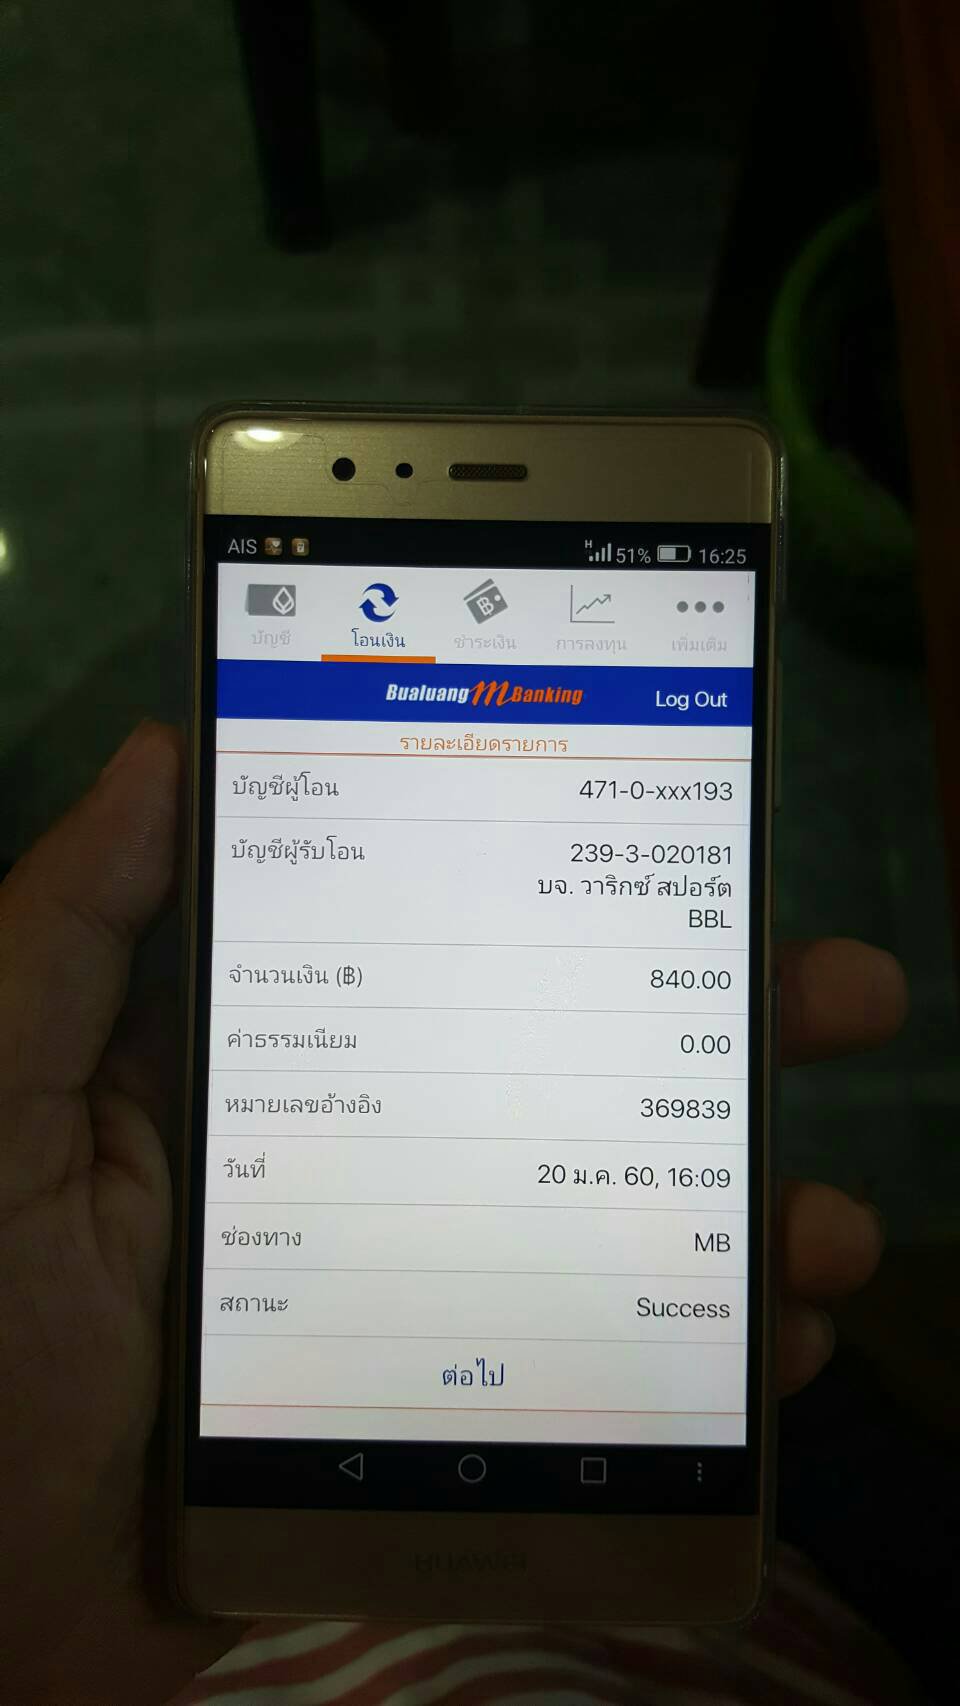 AIS
H 51% 16:25
บัญชี โอนเงิน ชำระเงิน การลงทุน เพิ่มเติม
Bualuang mBanking Log Out
รายละเอียดรายการ
บัญชีผู้โอน 471-0-xxx193
บัญชีผู้รับโอน 239-3-020181
บจ. วาริกซ์ สปอร์ต
BBL
จำนวนเงิน (฿) 840.00
ค่าธรรมเนียม 0.00
หมายเลขอ้างอิง 369839
วันที่ 20 ม.ค. 60, 16:09
ช่องทาง MB
สถานะ Success
ต่อไป
HUAWEI